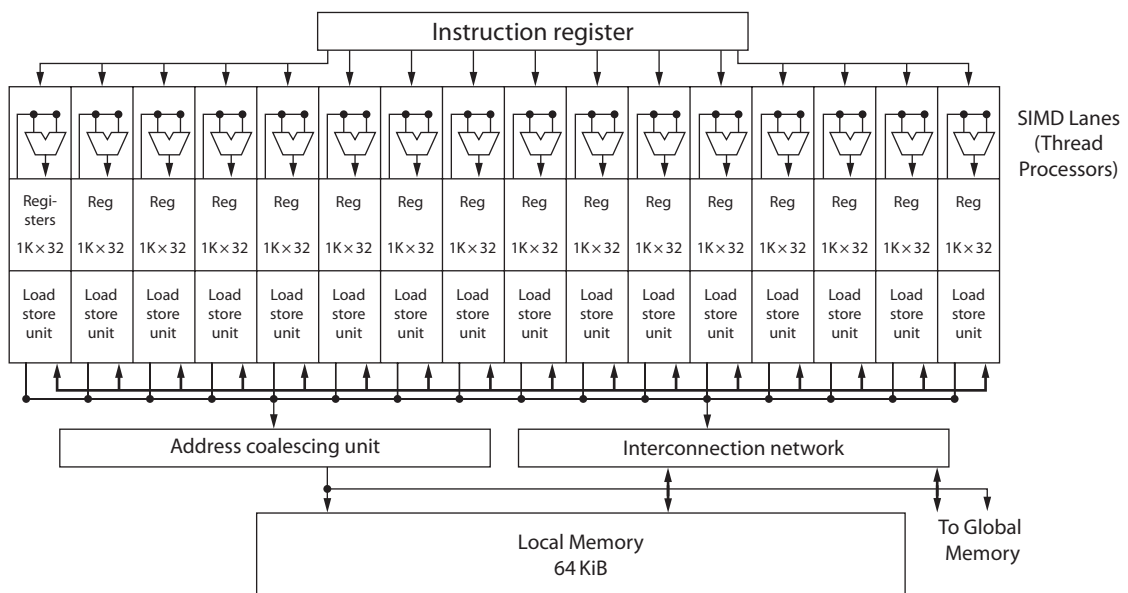 Instruction register
SIMD Lanes
(Thread
Processors)
Regi- Reg Reg Reg Reg Reg Reg Reg Reg Reg Reg Reg Reg Reg Reg Reg
sters
1K × 32 1K × 32 1K × 32 1K × 32 1K × 32 1K × 32 1K × 32 1K × 32 1K × 32 1K × 32 1K × 32 1K × 32 1K × 32 1K × 32 1K × 32 1K × 32
Load Load Load Load Load Load Load Load Load Load Load Load Load Load Load Load
store store store store store store store store store store store store store store store store
unit unit unit unit unit unit unit unit unit unit unit unit unit unit unit unit
Address coalescing unit
Interconnection network
Local Memory
64 KiB
To Global
Memory